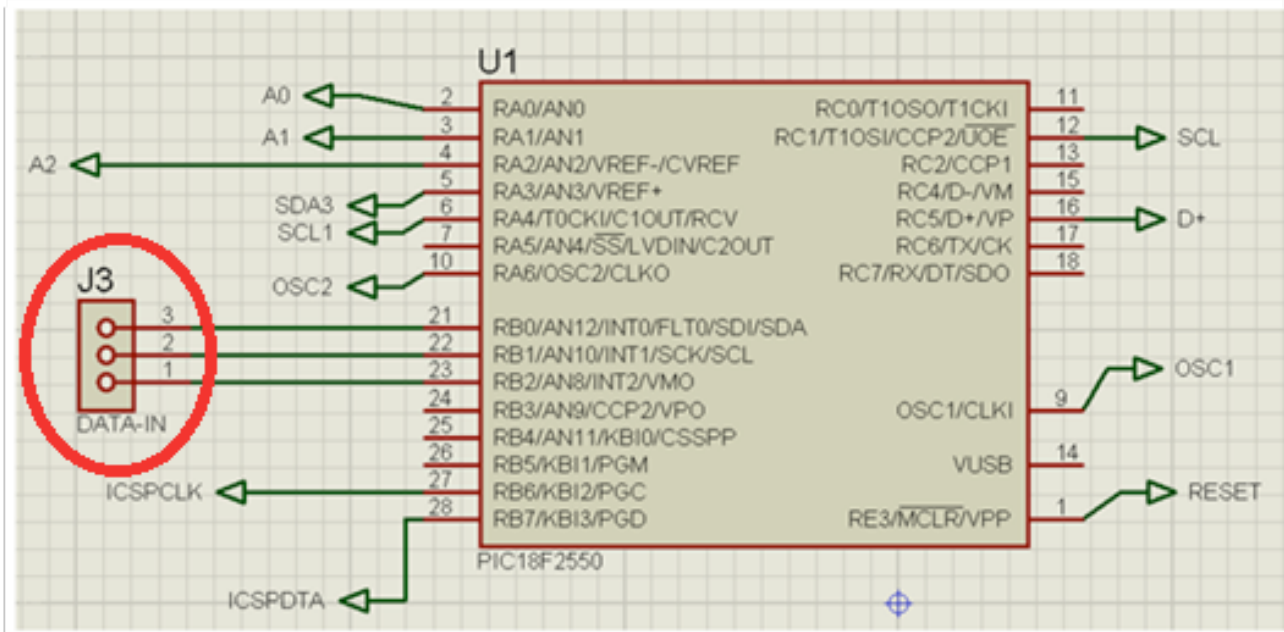 U1
A0
2
RA0/AN0
RC0/T1OSO/T1CKI
11
A1
3
RA1/AN1
RC1/T1OSI/CCP2/UOE
12
SCL
A2
4
RA2/AN2/VREF-/CVREF
RC2/CCP1
13
5
RA3/AN3/VREF+
RC4/D-/VM
15
SDA3
6
RA4/T0CKI/C1OUT/RCV
RC5/D+/VP
16
D+
SCL1
7
RA5/AN4/SS/LVDIN/C2OUT
RC6/TX/CK
17
10
RA6/OSC2/CLKO
RC7/RX/DT/SDO
18
OSC2
J3
3
21
RB0/AN12/INT0/FLT0/SDI/SDA
2
22
RB1/AN10/INT1/SCK/SCL
1
23
RB2/AN8/INT2/VMO
OSC1
24
RB3/AN9/CCP2/VPO
OSC1/CLKI
9
DATA-IN
25
RB4/AN11/KBI0/CSSPP
26
RB5/KBI1/PGM
VUSB
14
ICSPCLK
27
RB6/KBI2/PGC
RESET
28
RB7/KBI3/PGD
RE3/MCLR/VPP
1
PIC18F2550
ICSPDTA